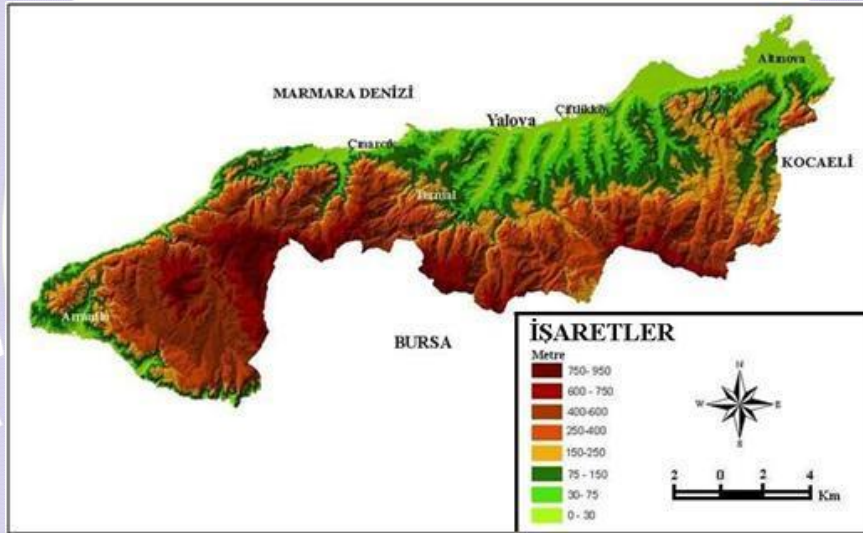 Altınova
MARMARA DENİZİ
Çiftlikköy
Yalova
Çınarcık
KOCAELİ
Termal
Armutlu
BURSA
İŞARETLER
Metre
750- 950
600 - 750
400-600
250-400
150-250
75 - 150
30- 75
0 - 30
N
W E
S
2 0 2 4
Km